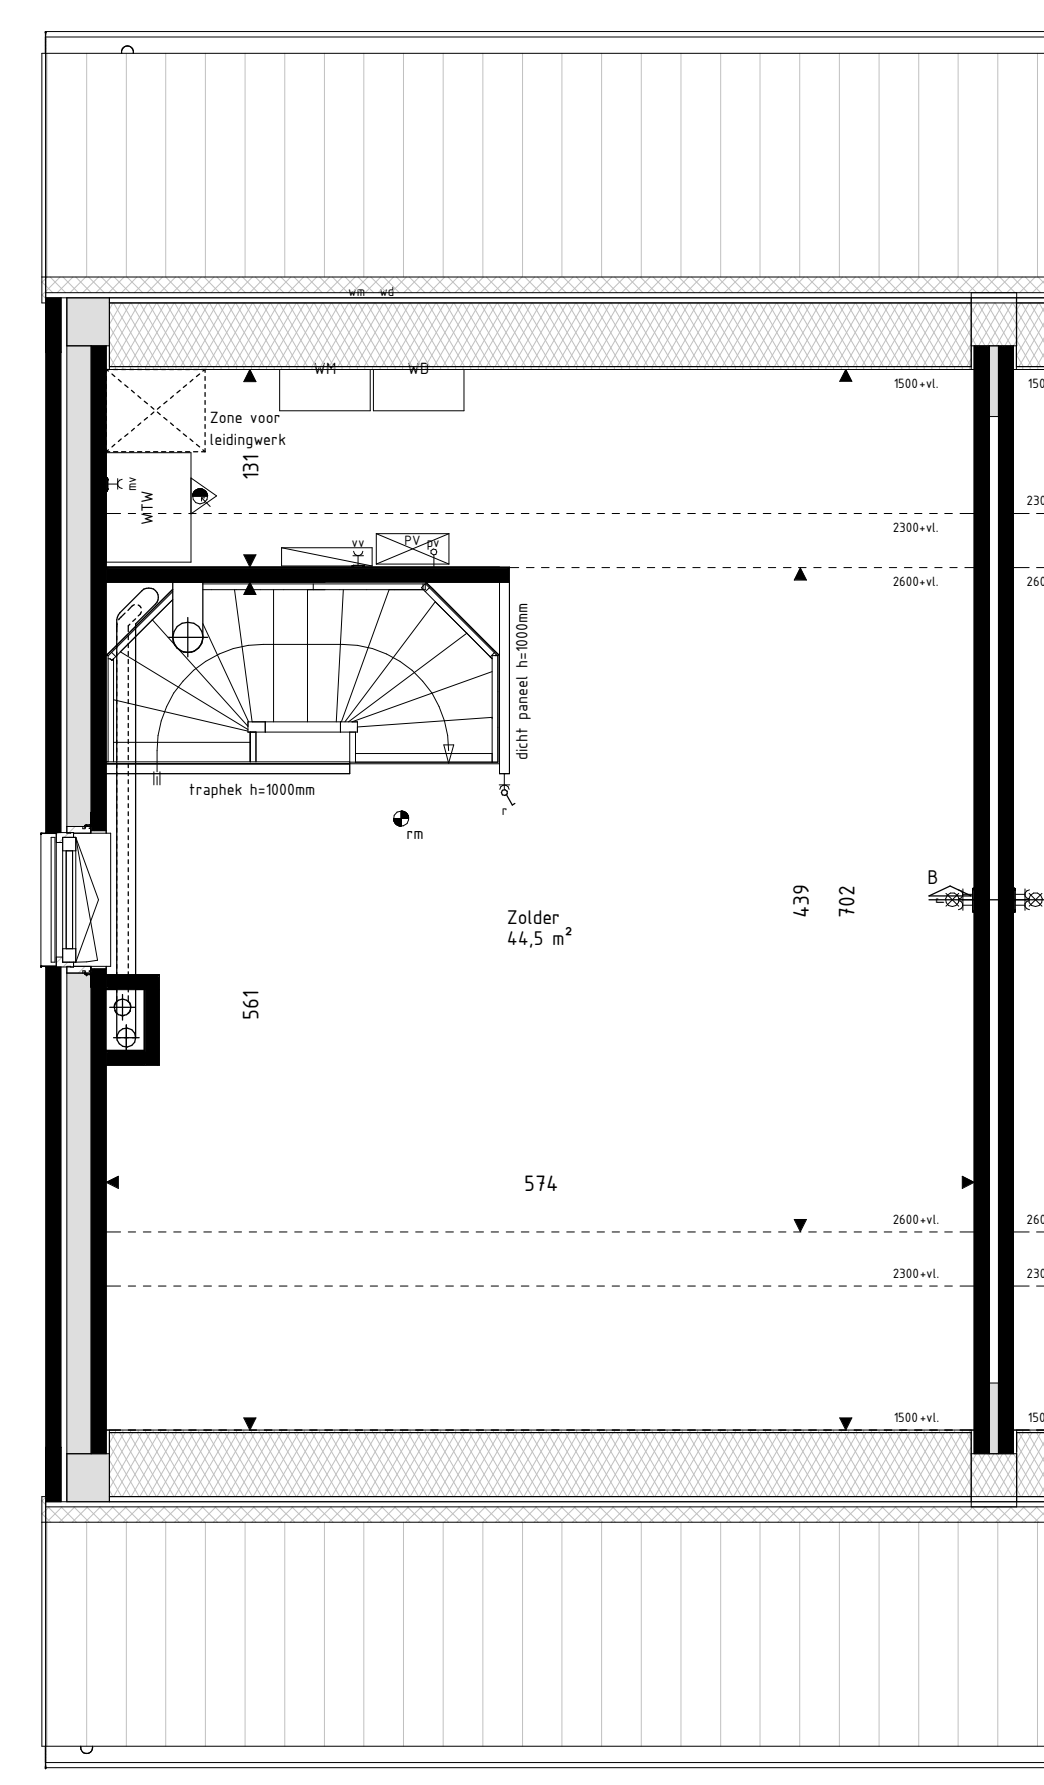 wm wd
WM
WD
1500+vl.
150
Zone voor
leidingwerk
131
mv
WTW
230
2300+vl.
vv
PV
pv
2600+vl.
260
dicht paneel h=1000mm
traphek h=1000mm
r
rm
B
r
439
702
Zolder
44,5 m²
561
574
2600+vl.
260
2300+vl.
230
1500+vl.
150